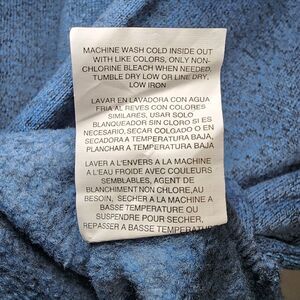 MACHINE WASH COLD INSIDE OUT
WITH LIKE COLORS, ONLY NON-
CHLORINE BLEACH WHEN NEEDED,
TUMBLE DRY LOW OR LINE DRY,
LOW IRON
LAVAR EN LAVADORA CON AGUA
FRIA AL REVES CON COLORES
SIMILARES, USAR SOLO
BLANQUEADOR SIN CLORO SI ES
NECESARIO, SECAR COLGADO O EN
SECADORA A TEMPERATURA BAJA,
PLANCHAR A TEMPERATURA BAJA
LAVER A L'ENVERS A LA MACHINE
A L'EAU FROIDE AVEC COULEURS
SEMBLABLES, AGENT DE
BLANCHIMENT NON CHLORE, AU
BESOIN, SECHER A LA MACHINE A
BASSE TEMPERATURE OU
SUSPENDRE POUR SECHER,
REPASSER A BASSE TEMPERATUR